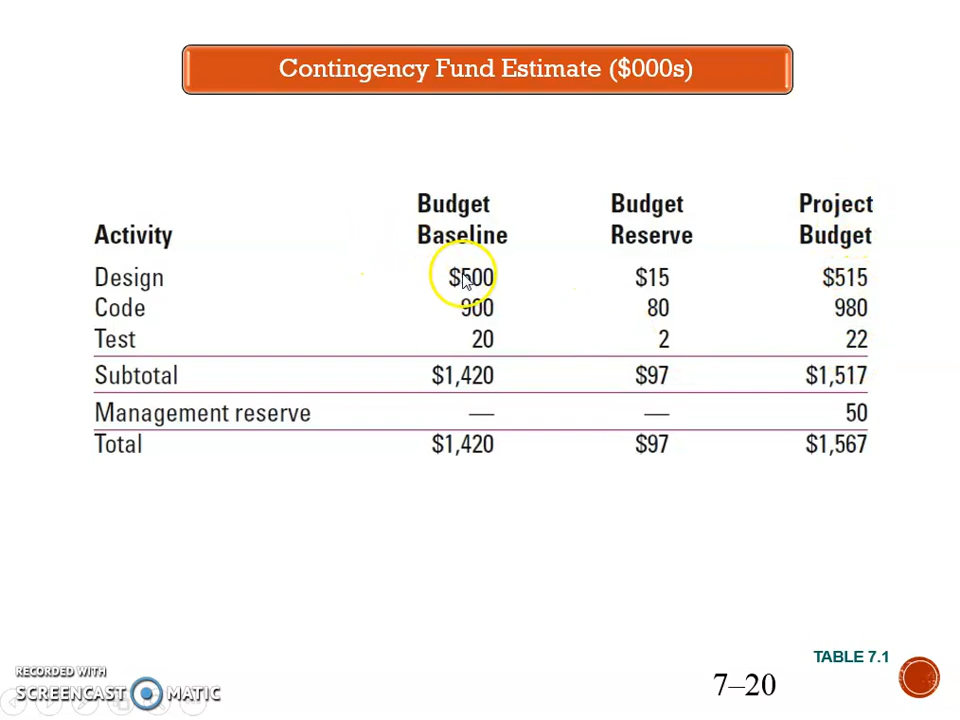 Contingency Fund Estimate ($000s)
Budget Budget Project
Activity Baseline Reserve Budget
Design $500 $15 $515
Code 900 80 980
Test 20 2 22
Subtotal $1,420 $97 $1,517
Management reserve — — 50
Total $1,420 $97 $1,567
TABLE 7.1
7–20
RECORDED WITH
SCREENCAST MATIC